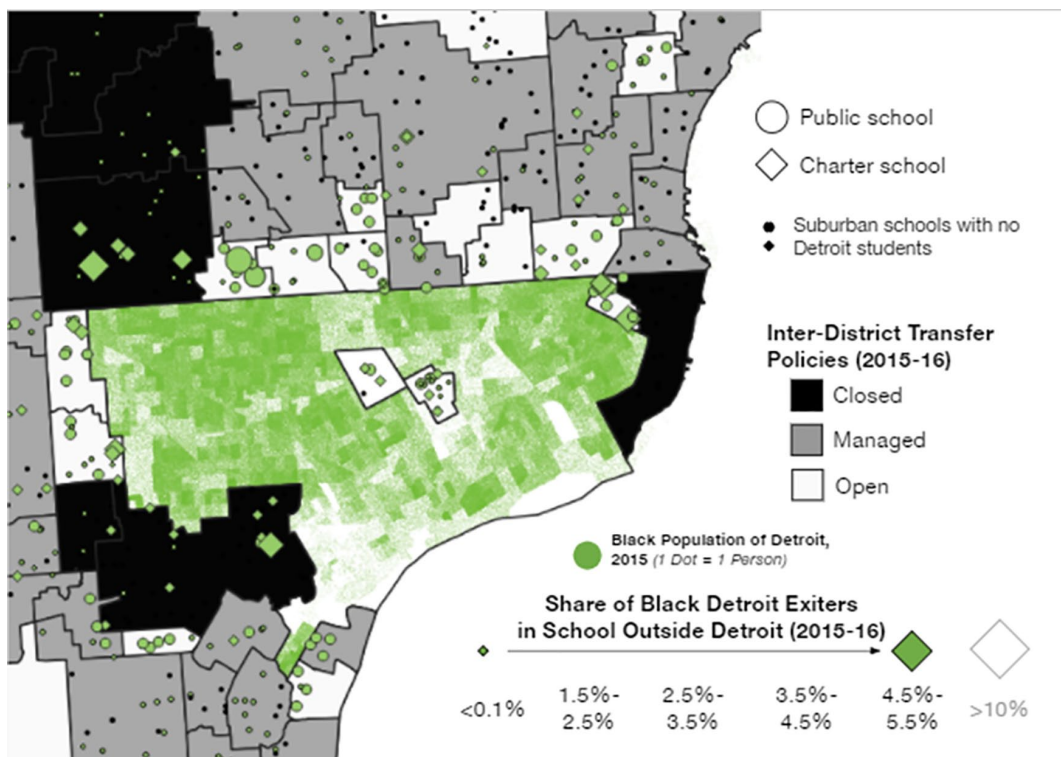 Public school
Charter school
Suburban schools with no
Detroit students
Inter-District Transfer
Policies (2015-16)
Closed
Managed
Open
Black Population of Detroit,
2015 (1 Dot = 1 Person)
Share of Black Detroit Exiters
in School Outside Detroit (2015-16)
<0.1%
1.5%-
2.5%
2.5%-
3.5%
3.5%-
4.5%
4.5%-
5.5%
>10%